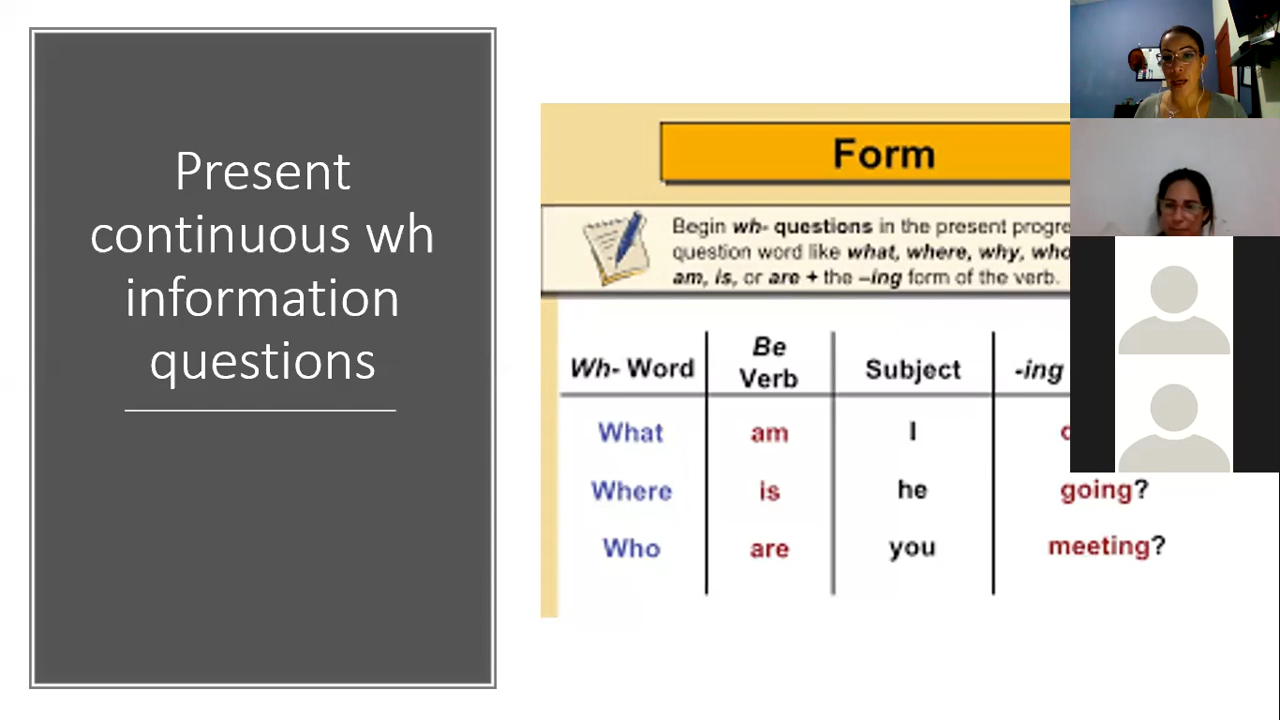 Present
continuous wh
information
questions
Form
Begin wh- questions in the present
question word like what, where, why,
am, is, or are + the –ing form of the verb.
Wh- Word Be Verb Subject -ing
What am I
Where is he going?
Who are you meeting?